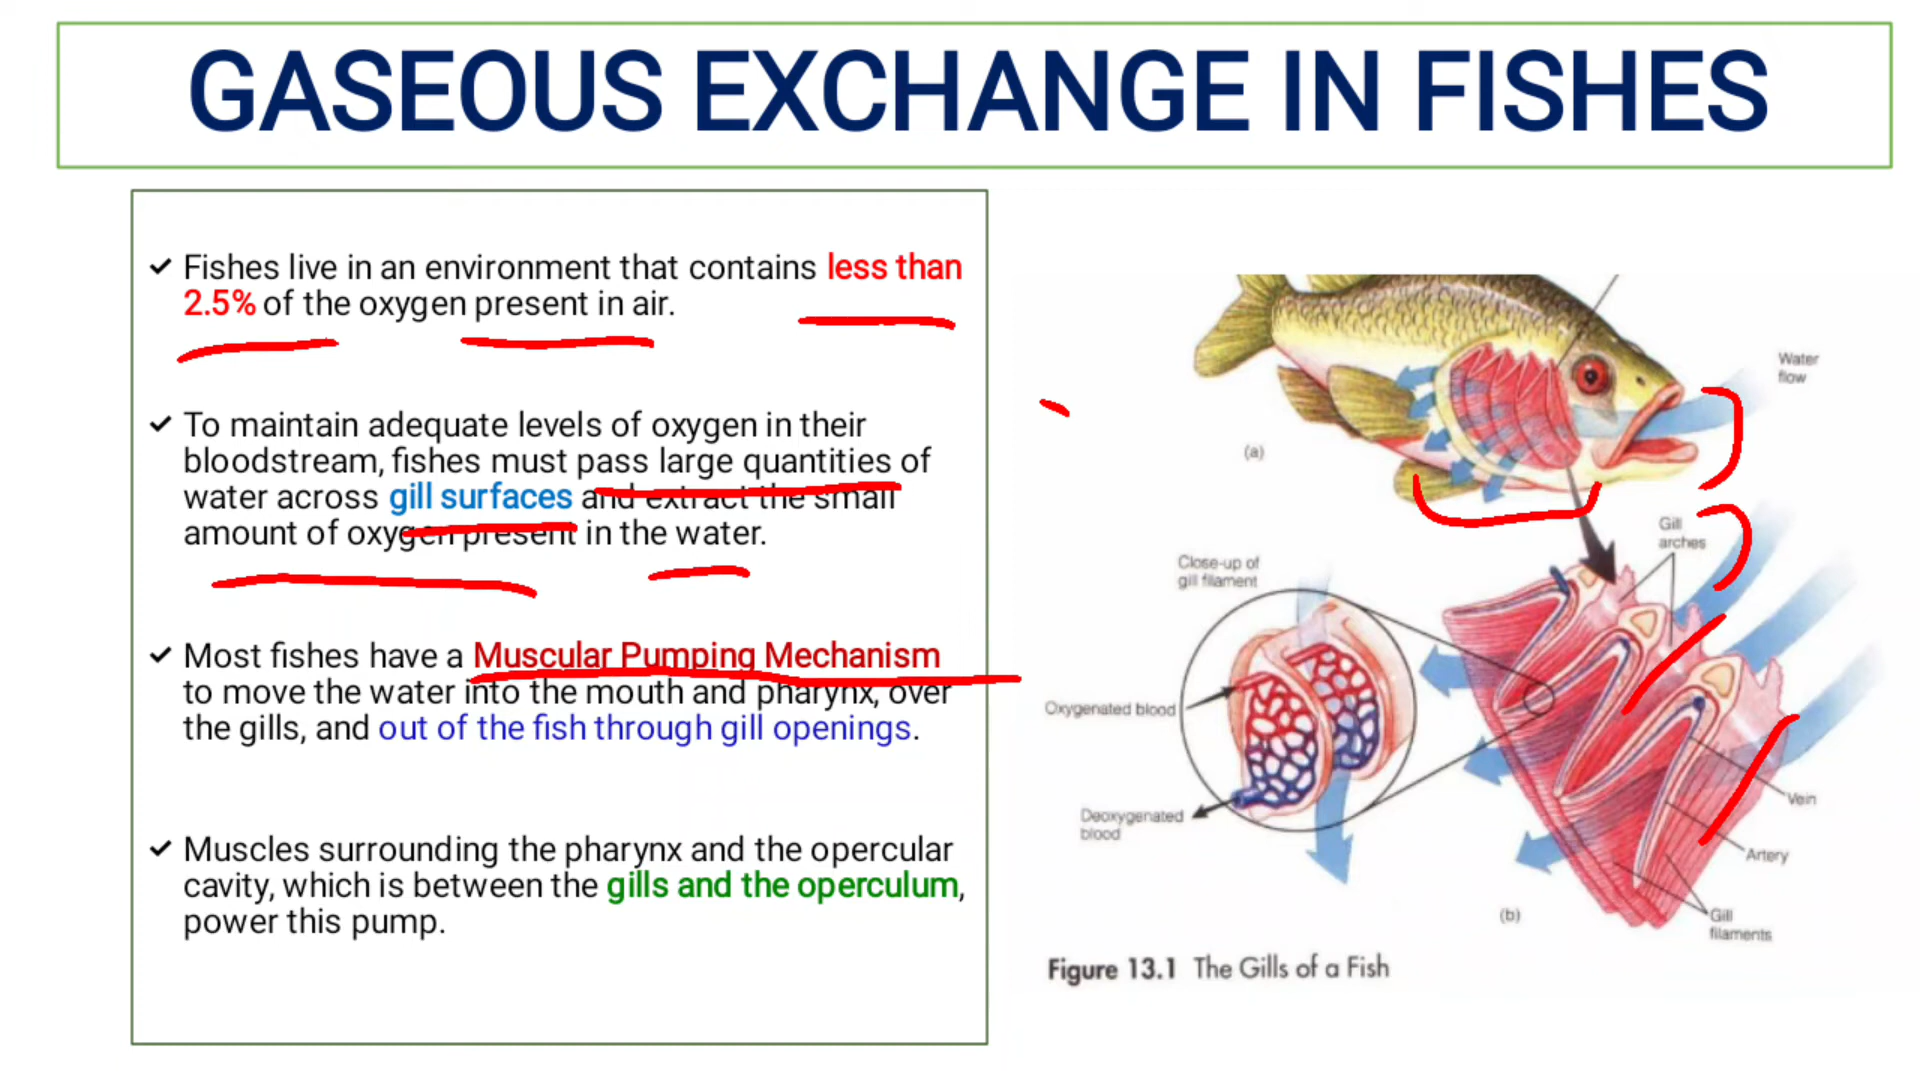 GASEOUS EXCHANGE IN FISHES
✔ Fishes live in an environment that contains less than
2.5% of the oxygen present in air.
✔ To maintain adequate levels of oxygen in their
bloodstream, fishes must pass large quantities of
water across gill surfaces and extract the small
amount of oxygen present in the water.
✔ Most fishes have a Muscular Pumping Mechanism
to move the water into the mouth and pharynx, over
the gills, and out of the fish through gill openings.
✔ Muscles surrounding the pharynx and the opercular
cavity, which is between the gills and the operculum,
power this pump.
Water
flow
(a)
Gill
arches
Close-up of
gill filament
Oxygenated blood
Deoxygenated
blood
Vein
Artery
Gill
filaments
(b)
Figure 13.1 The Gills of a Fish